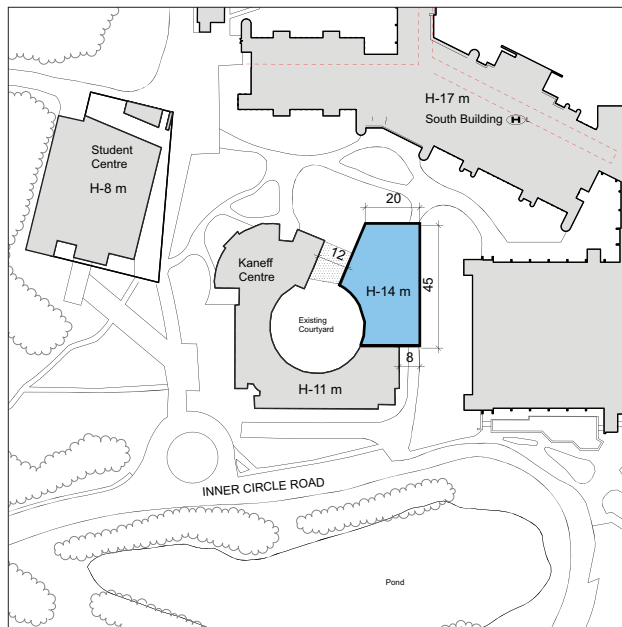 H-17 m
South Building
H
Student
Centre
H-8 m
20
12
Kaneff
Centre
H-14 m
45
Existing
Courtyard
8
H-11 m
INNER CIRCLE ROAD
Pond